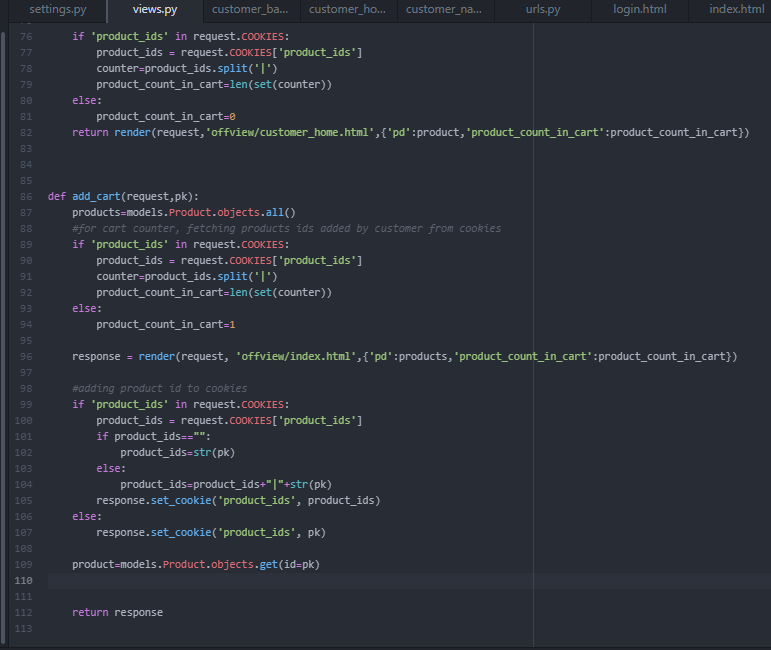 settings.py views.py customer_ba... customer_ho... customer_na... urls.py login.html index.html
76 if 'product_ids' in request.COOKIES:
77 product_ids = request.COOKIES['product_ids']
78 counter=product_ids.split('|')
79 product_count_in_cart=len(set(counter))
80 else:
81 product_count_in_cart=0
82 return render(request,'offview/customer_home.html',{'pd':product,'product_count_in_cart':product_count_in_cart})
83
84
85
86 def add_cart(request,pk):
87 products=models.Product.objects.all()
88 #for cart counter, fetching products ids added by customer from cookies
89 if 'product_ids' in request.COOKIES:
90 product_ids = request.COOKIES['product_ids']
91 counter=product_ids.split('|')
92 product_count_in_cart=len(set(counter))
93 else:
94 product_count_in_cart=1
95
96 response = render(request, 'offview/index.html',{'pd':products,'product_count_in_cart':product_count_in_cart})
97
98 #adding product id to cookies
99 if 'product_ids' in request.COOKIES:
100 product_ids = request.COOKIES['product_ids']
101 if product_ids=="":
102 product_ids=str(pk)
103 else:
104 product_ids=product_ids+"|"+str(pk)
105 response.set_cookie('product_ids', product_ids)
106 else:
107 response.set_cookie('product_ids', pk)
108
109 product=models.Product.objects.get(id=pk)
110
111
112 return response
113